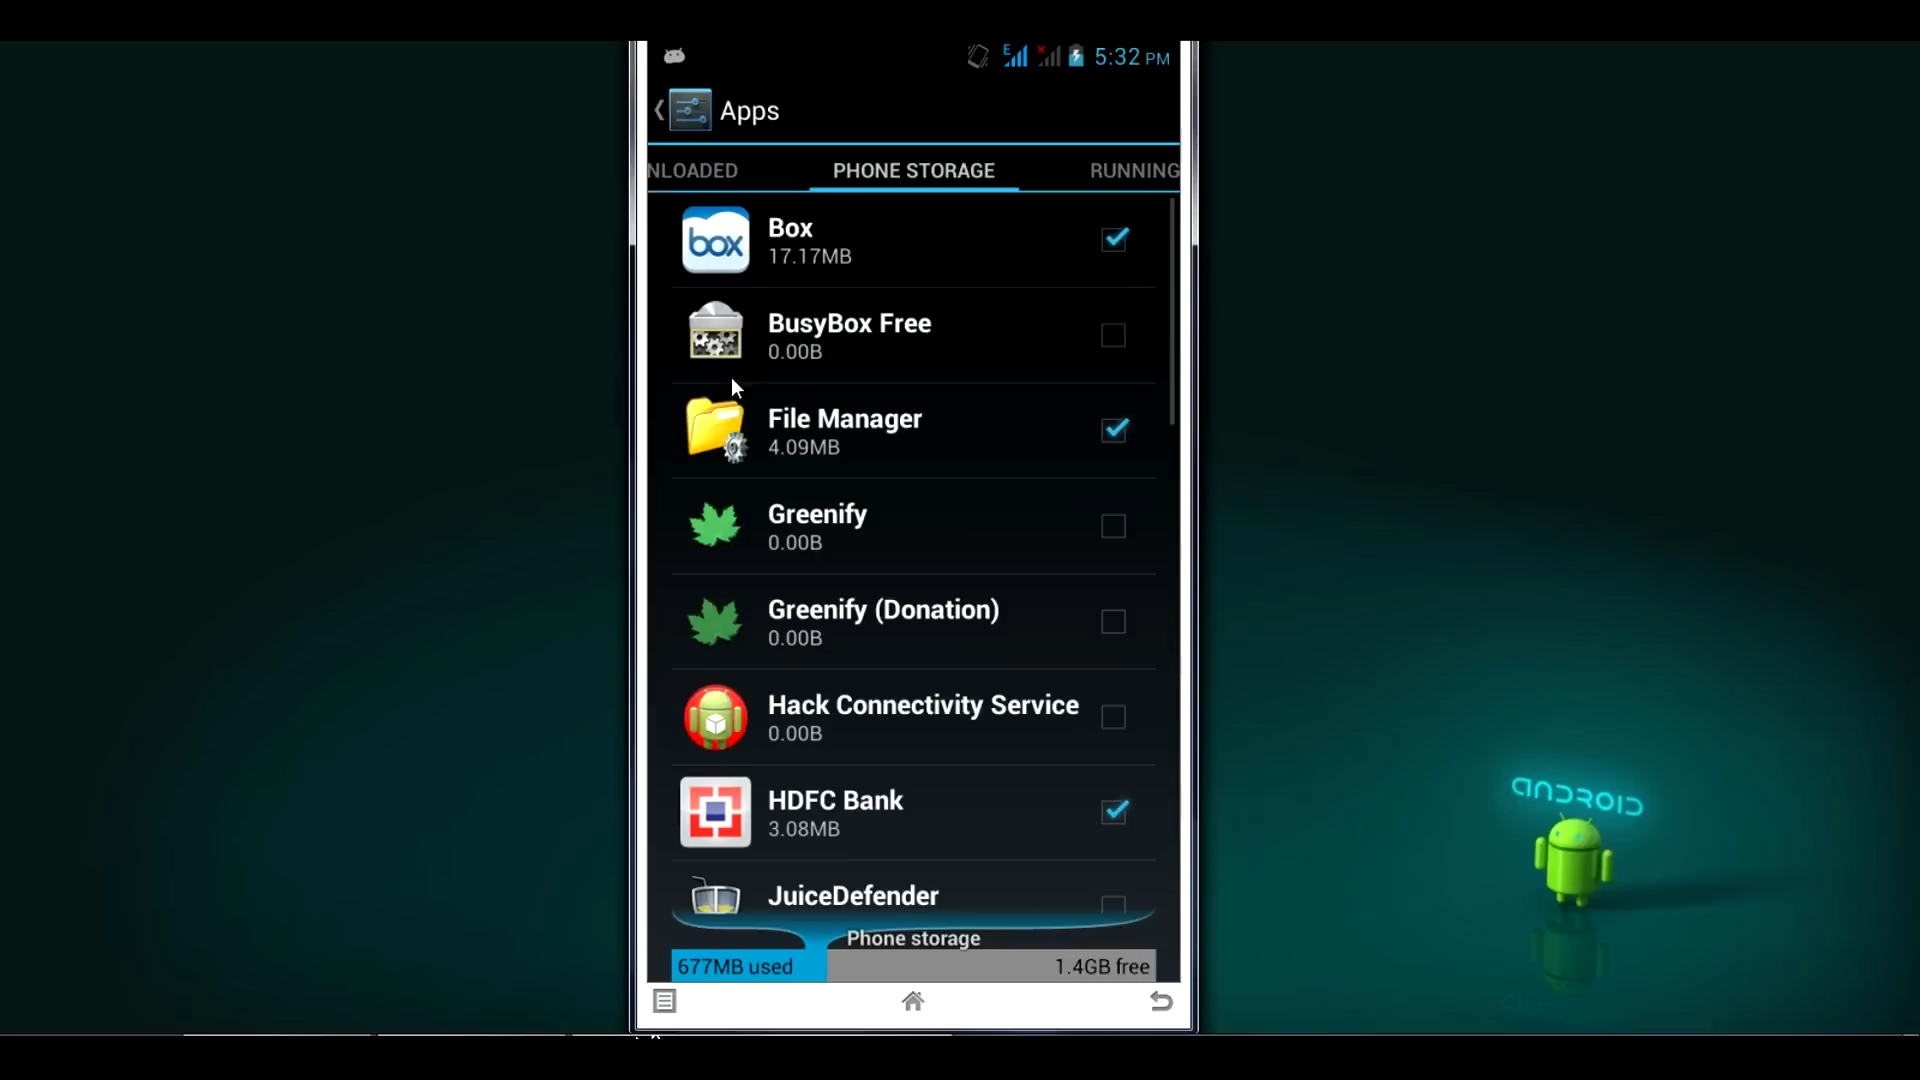 5:32 PM
Apps
NLOADED PHONE STORAGE RUNNING
box
Box
17.17MB
BusyBox Free
0.00B
File Manager
4.09MB
Greenify
0.00B
Greenify (Donation)
0.00B
Hack Connectivity Service
0.00B
HDFC Bank
3.08MB
JuiceDefender
Phone storage
677MB used 1.4GB free
E
ANDROID